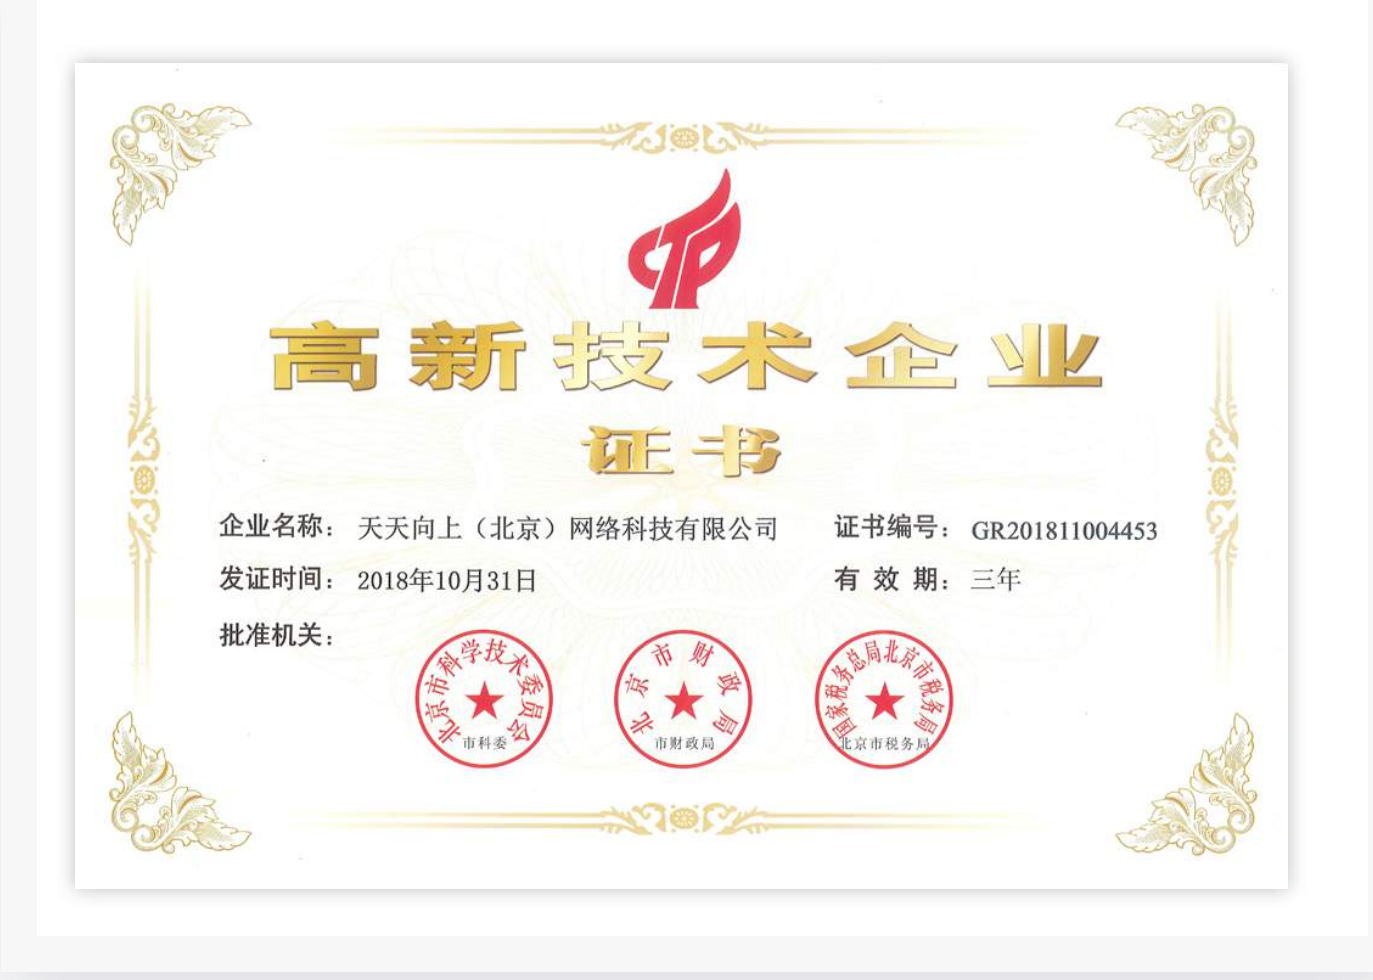 高新技术企业
证书
企业名称： 天天向上（北京）网络科技有限公司 证书编号： GR201811004453
发证时间： 2018年10月31日 有 效 期： 三年
批准机关：
北京市科学技术委员会
市科委
北京市财政局
市财政局
国家税务总局北京市税务局
北京市税务局